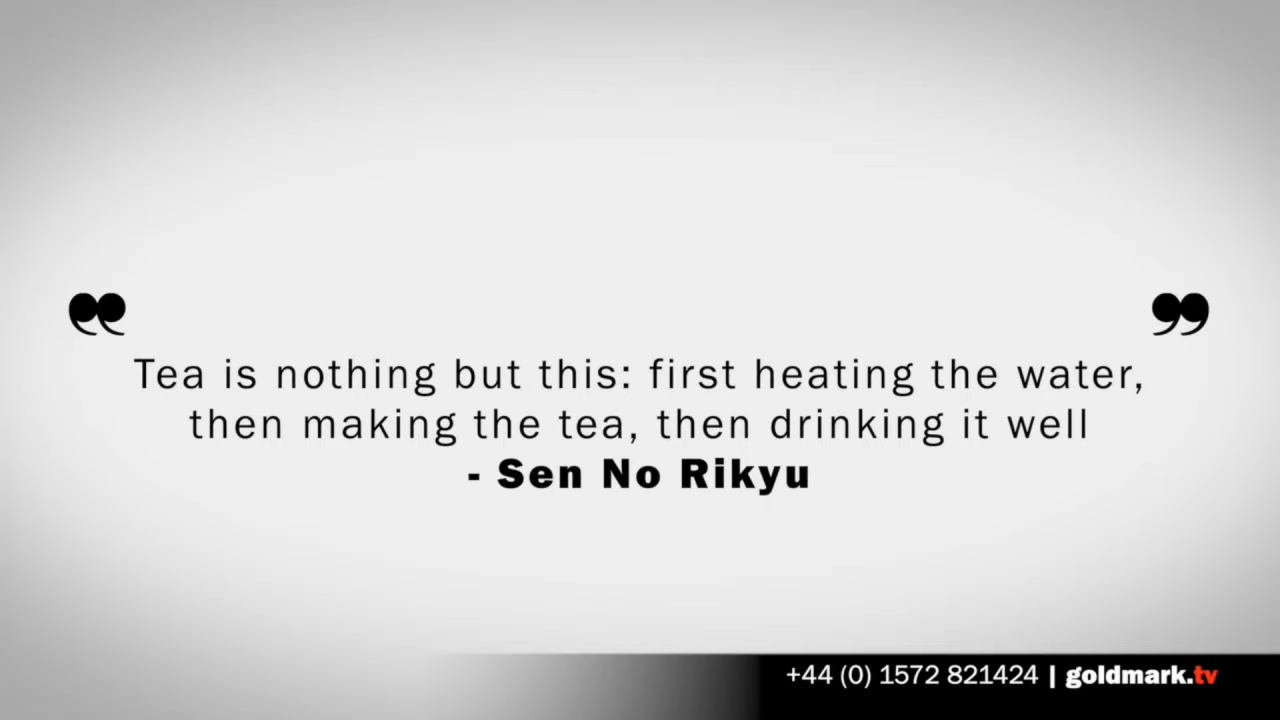 ❝ ❞
Tea is nothing but this: first heating the water,
then making the tea, then drinking it well
- Sen No Rikyu
+44 (0) 1572 821424 | goldmark.tv